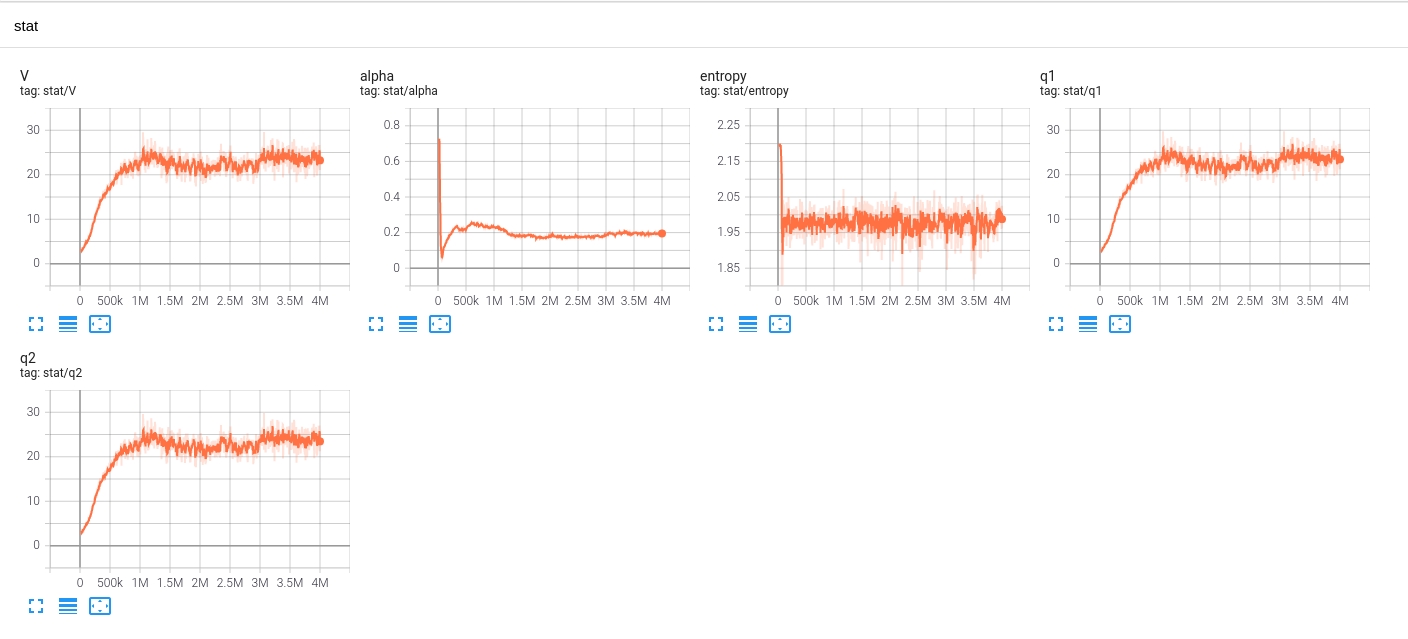 stat
V
tag: stat/V
30
20
10
0
0 500k 1M 1.5M 2M 2.5M 3M 3.5M 4M
alpha
tag: stat/alpha
0.8
0.6
0.4
0.2
0
0 500k 1M 1.5M 2M 2.5M 3M 3.5M 4M
entropy
tag: stat/entropy
2.25
2.15
2.05
1.95
1.85
0 500k 1M 1.5M 2M 2.5M 3M 3.5M 4M
q1
tag: stat/q1
30
20
10
0
0 500k 1M 1.5M 2M 2.5M 3M 3.5M 4M
q2
tag: stat/q2
30
20
10
0
0 500k 1M 1.5M 2M 2.5M 3M 3.5M 4M